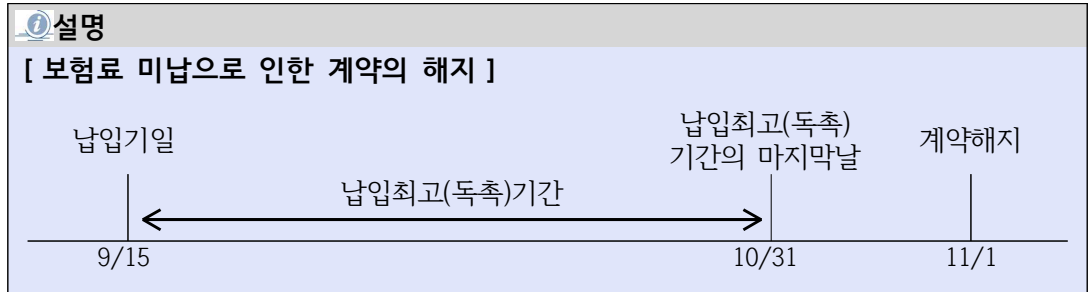 설명
[ 보험료 미납으로 인한 계약의 해지 ]
납입기일
납입최고(독촉)
기간의 마지막날
계약해지
납입최고(독촉)기간
9/15
10/31
11/1